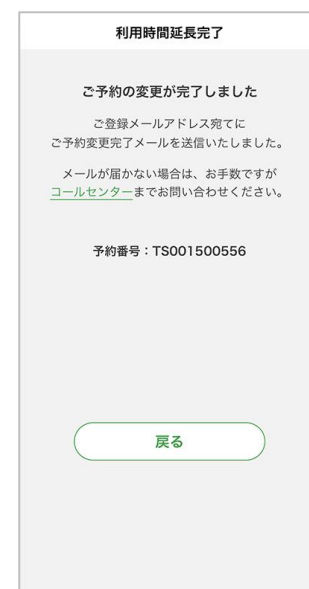 利用時間延長完了
ご予約の変更が完了しました
ご登録メールアドレス宛てに
ご予約変更完了メールを送信いたしました。
メールが届かない場合は、お手数ですが
コールセンターまでお問い合わせください。
予約番号：TS001500556
戻る